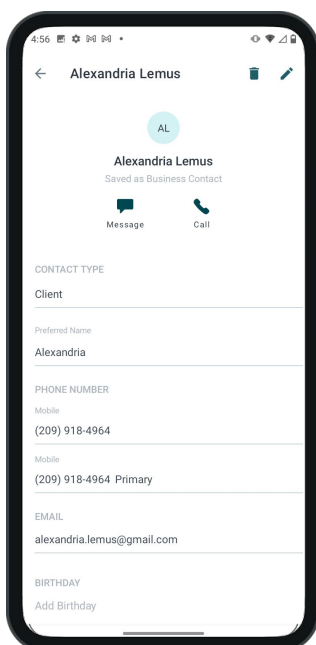 4:56
Alexandria Lemus
AL
Alexandria Lemus
Saved as Business Contact
Message Call
CONTACT TYPE
Client
Preferred Name
Alexandria
PHONE NUMBER
Mobile
(209) 918-4964
Mobile
(209) 918-4964 Primary
EMAIL
alexandria.lemus@gmail.com
BIRTHDAY
Add Birthday